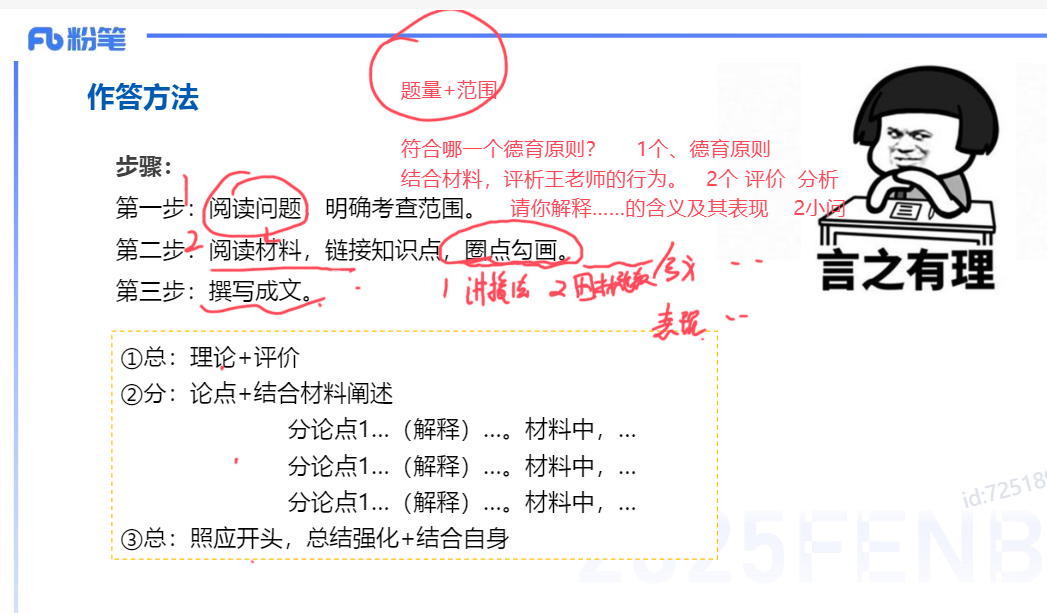 粉笔
题量+范围
作答方法
符合哪一个德育原则? 1个、德育原则
步骤:
结合材料,评析王老师的行为。 2个 评价 分析
1
第一步:阅读问题,明确考查范围。 请你解释……的含义及其表现 2小问
2
第二步:阅读材料,链接知识点,圈点勾画。
言之有理
第三步:撰写成文。
1 讲授法 2 含义
表现
①总:理论+评价
②分:论点+结合材料阐述
分论点1…(解释)…。材料中,…
分论点1…(解释)…。材料中,…
分论点1…(解释)…。材料中,…
③总:照应开头,总结强化+结合自身
id:72518
2025FENB